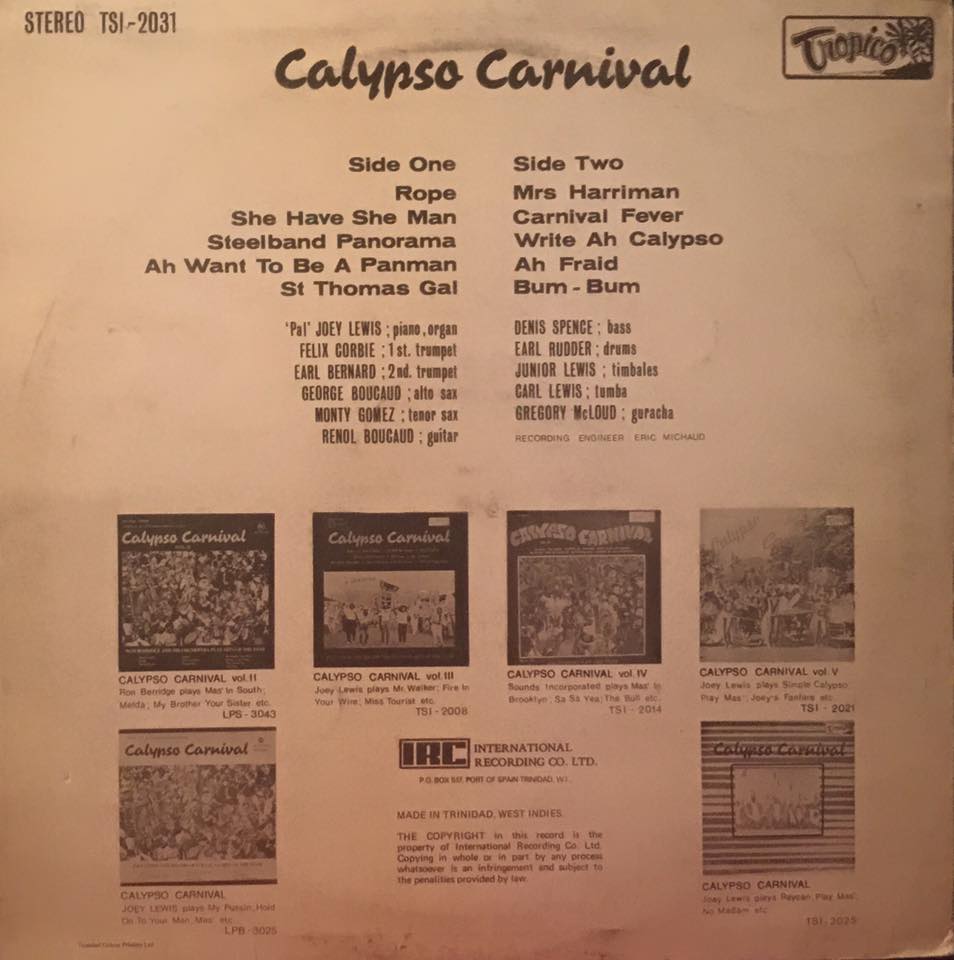 STEREO TSI-2031
Calypso Carnival
Tropico
Side One
Rope
She Have She Man
Steelband Panorama
Ah Want To Be A Panman
St Thomas Gal
Side Two
Mrs Harriman
Carnival Fever
Write Ah Calypso
Ah Fraid
Bum - Bum
'Pal' JOEY LEWIS ; piano, organ
FELIX CORBIE ; 1st. trumpet
EARL BERNARD ; 2nd. trumpet
GEORGE BOUCAUD ; alto sax
MONTY GOMEZ ; tenor sax
RENOL BOUCAUD ; guitar
DENIS SPENCE ; bass
EARL RUDDER ; drums
JUNIOR LEWIS ; timbales
CARL LEWIS ; tumba
GREGORY McLOUD ; guracha
RECORDING ENGINEER ERIC MICHAUD
Calypso Carnival
CALYPSO CARNIVAL vol. II
Ron Berridge plays Mas' In South;
Melda; My Brother Your Sister etc.
LPS - 3043
Calypso Carnival
CALYPSO CARNIVAL vol. III
Joey Lewis plays Mr. Walker; Fire In
Your Wire; Miss Tourist etc.
TSI - 2008
CALYPSO CARNIVAL
CALYPSO CARNIVAL vol. IV
Sounds Incorporated plays Mas' In
Brooklyn; Sa Sa Yea; The Bull etc.
TSI - 2014
Calypso
CALYPSO CARNIVAL vol. V
Joey Lewis plays Simple Calypso
Play Mas'; Joey's Fanfare etc.
TSI - 2021
Calypso Carnival
CALYPSO CARNIVAL
JOEY LEWIS plays My Pussin; Hold
On To Your Man; Mas' etc.
LPB - 3025
IRC INTERNATIONAL
RECORDING CO. LTD.
P.O. BOX 517, PORT OF SPAIN TRINIDAD, W.I.
MADE IN TRINIDAD, WEST INDIES.
THE COPYRIGHT in this record is the
property of International Recording Co. Ltd.
Copying in whole or in part by any process
whatsoever is an infringement and subject to
the penalties provided by law.
Calypso Carnival
CALYPSO CARNIVAL
Joey Lewis plays Raycan; Play Mas';
No Madam etc.
TSI - 2025